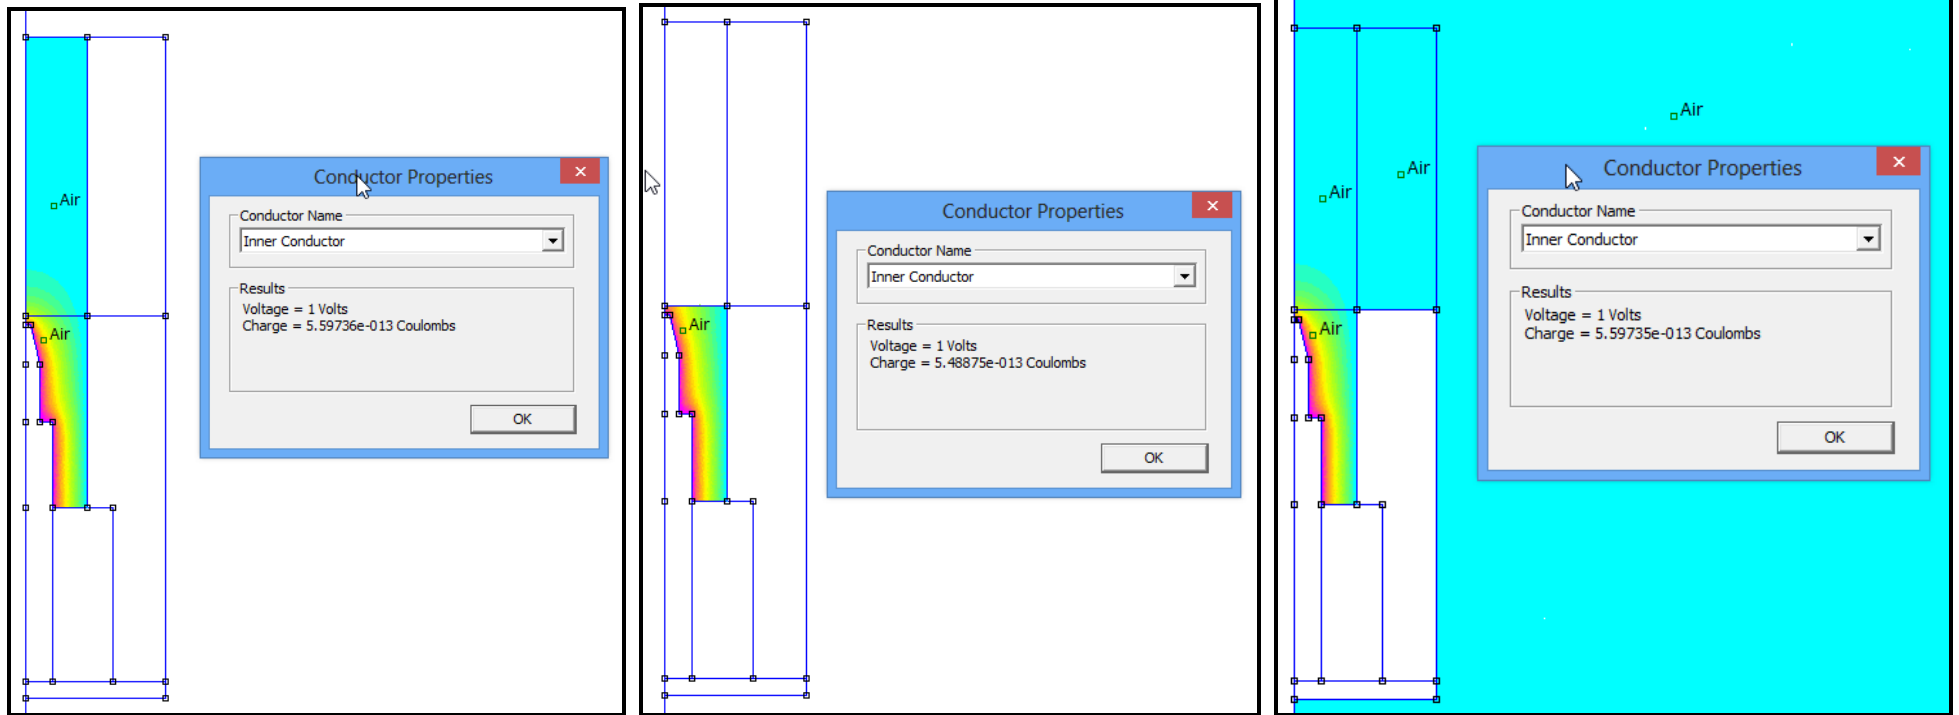 Air
Air
Conductor Properties
Conductor Name
Inner Conductor
Results
Voltage = 1 Volts
Charge = 5.59736e-013 Coulombs
OK
Air
Conductor Properties
Conductor Name
Inner Conductor
Results
Voltage = 1 Volts
Charge = 5.48875e-013 Coulombs
OK
Air
Air
Air
Air
Conductor Properties
Conductor Name
Inner Conductor
Results
Voltage = 1 Volts
Charge = 5.59735e-013 Coulombs
OK